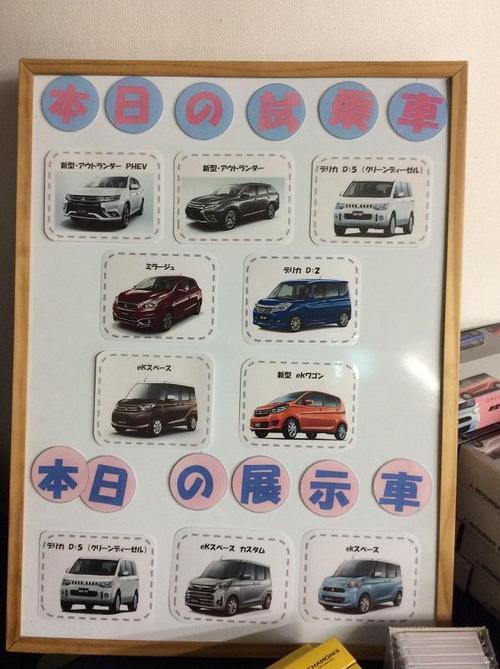 本日の試乗車
新型・アウトランダー PHEV
新型・アウトランダー
デリカ D:5 (クリーンディーゼル)
ミラージュ
デリカ D:2
eKスペース
新型 ekワゴン
本日の展示車
デリカ D:5 (クリーンディーゼル)
eKスペース カスタム
eKスペース
CHAMONIX